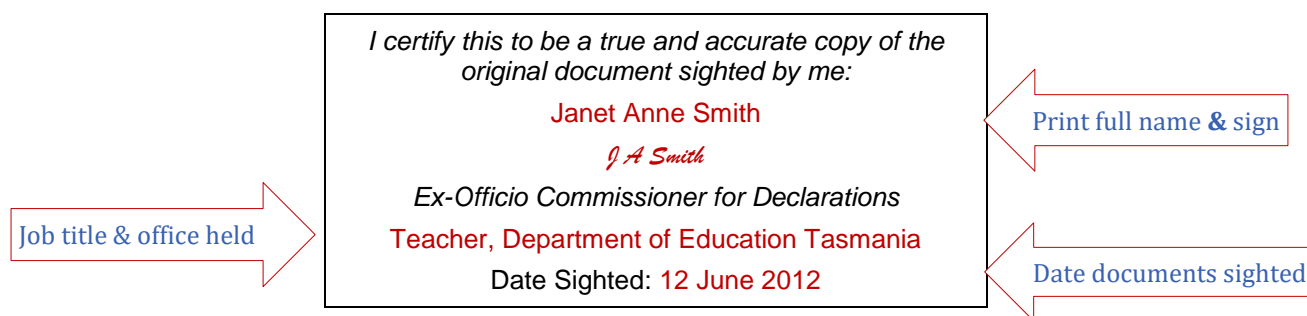 I certify this to be a true and accurate copy of the
original document sighted by me:
Janet Anne Smith
Print full name & sign
J A Smith
Ex-Officio Commissioner for Declarations
Job title & office held
Teacher, Department of Education Tasmania
Date Sighted: 12 June 2012
Date documents sighted